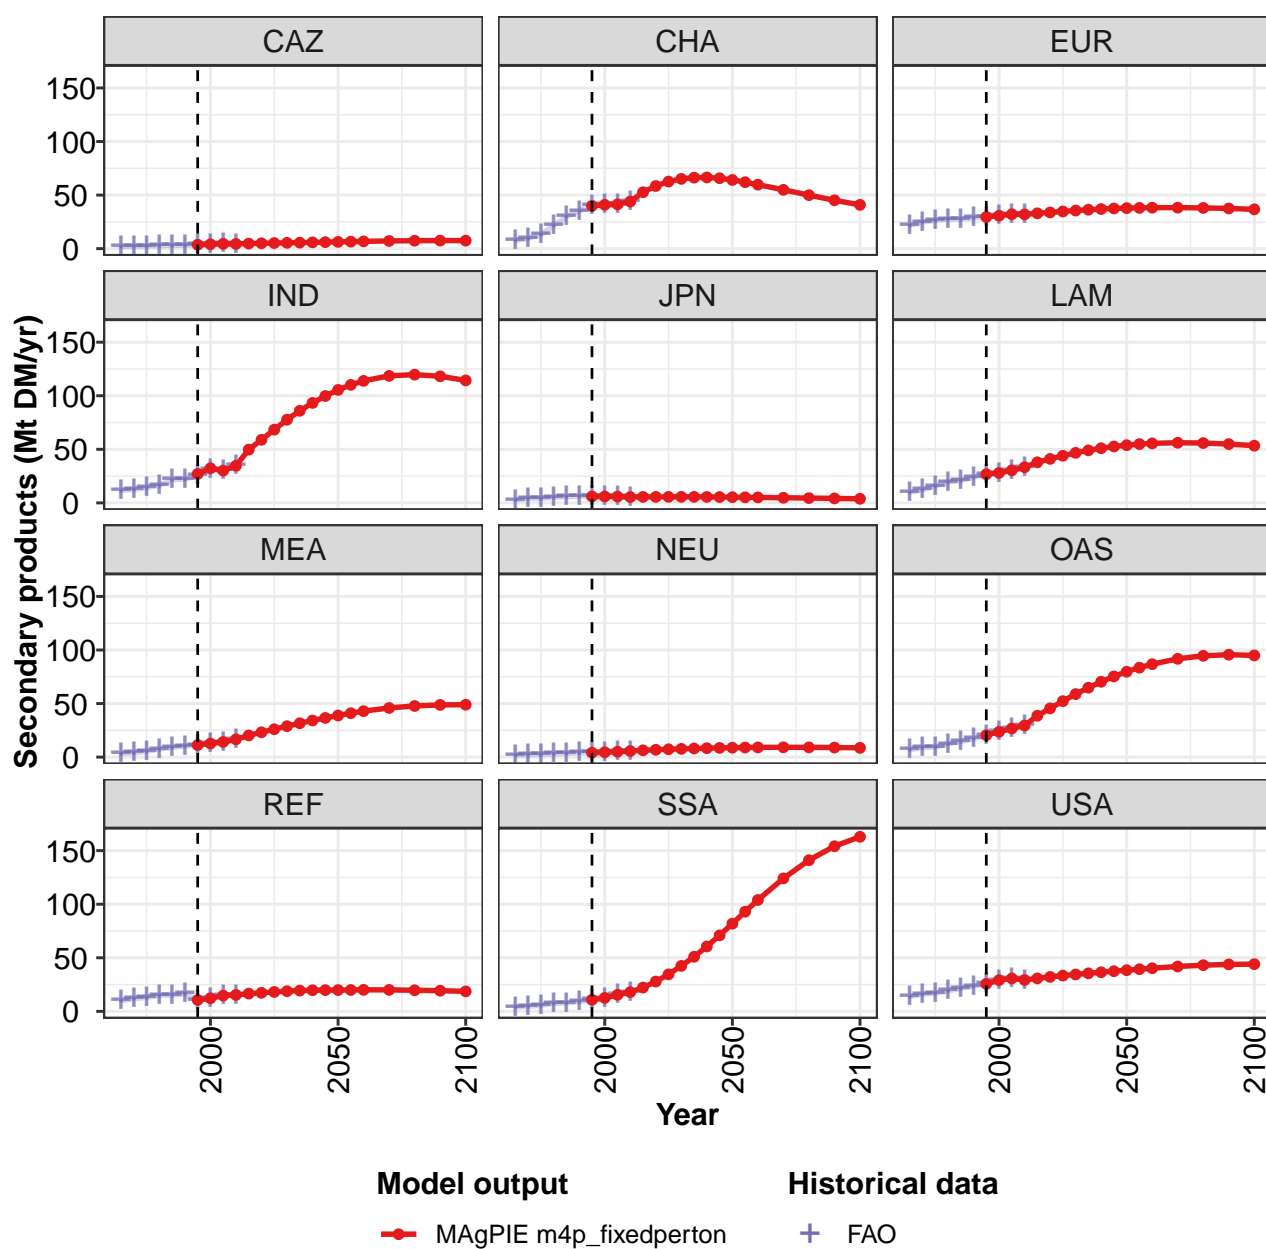 CAZ CHA EUR
150
100
50
0
IND JPN LAM
150
100
50
0
MEA NEU OAS
150
100
50
0
REF SSA USA
150
100
50
0
Secondary products (Mt DM/yr)
2000 2050 2100 2000 2050 2100 2000 2050 2100
Year
Model output Historical data
MAgPIE m4p_fixedperton FAO